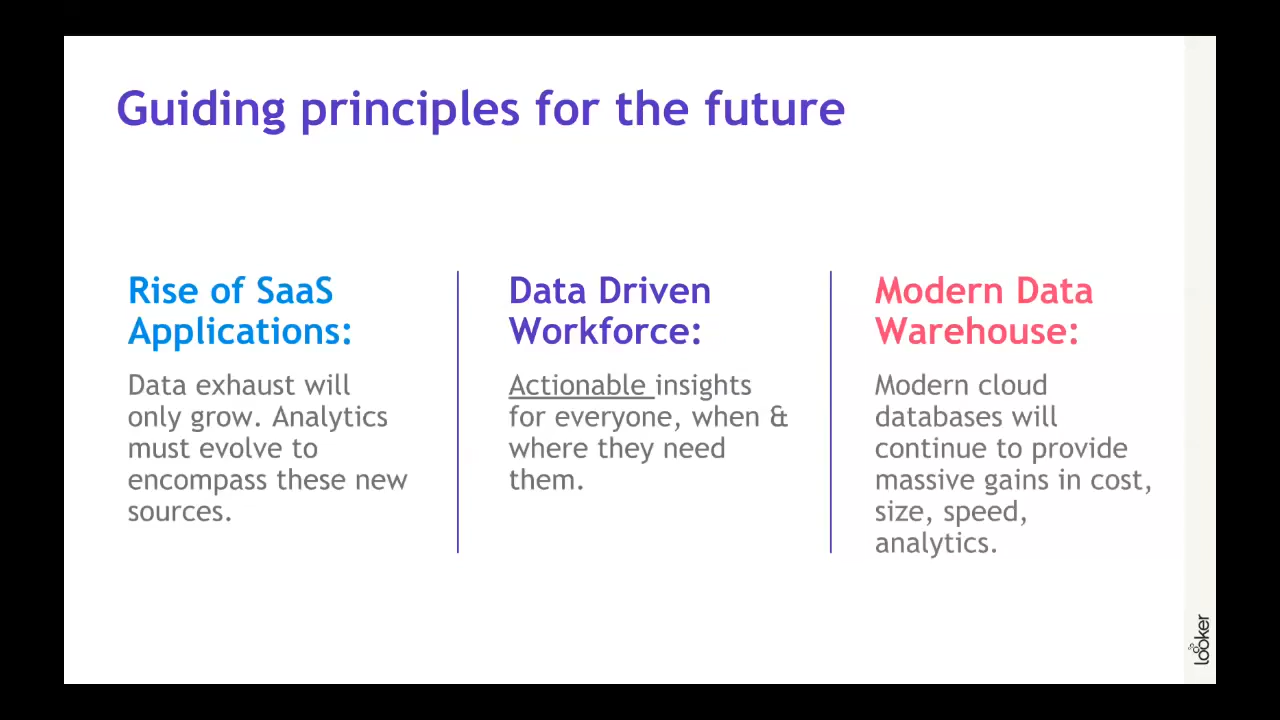 Guiding principles for the future
Rise of SaaS
Applications:
Data exhaust will
only grow. Analytics
must evolve to
encompass these new
sources.
Data Driven
Workforce:
Actionable insights
for everyone, when &
where they need
them.
Modern Data
Warehouse:
Modern cloud
databases will
continue to provide
massive gains in cost,
size, speed,
analytics.
looker